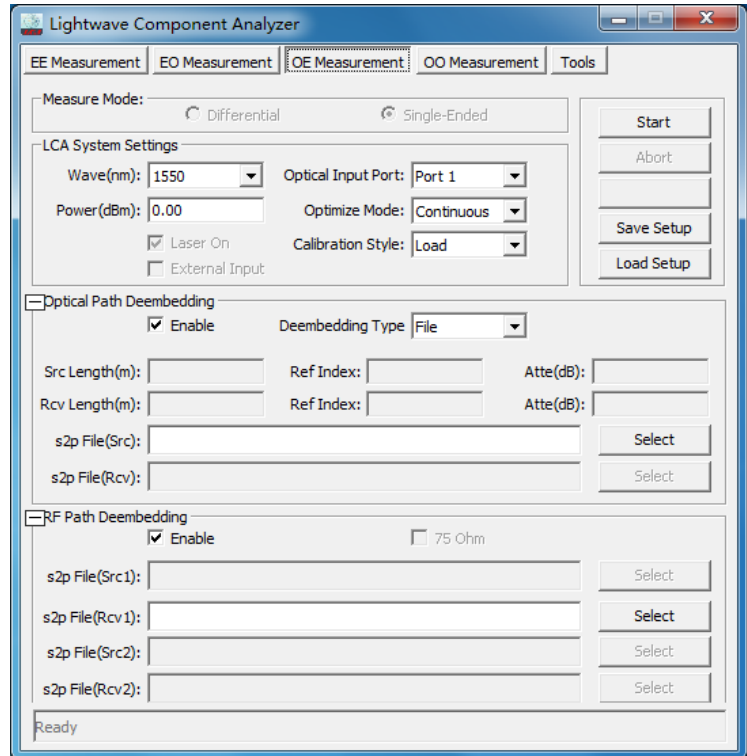 Lightwave Component Analyzer
EE Measurement EO Measurement OE Measurement OO Measurement Tools
Measure Mode:
Differential Single-Ended
Start
LCA System Settings
Abort
Wave(nm): 1550 Optical Input Port: Port 1
Power(dBm): 0.00 Optimize Mode: Continuous
Save Setup
Laser On Calibration Style: Load
External Input
Load Setup
Optical Path Deembedding
Enable Deembedding Type File
Src Length(m): Ref Index: Atte(dB):
Rcv Length(m): Ref Index: Atte(dB):
s2p File(Src): Select
s2p File(Rcv): Select
RF Path Deembedding
Enable 75 Ohm
s2p File(Src1): Select
s2p File(Rcv1): Select
s2p File(Src2): Select
s2p File(Rcv2): Select
Ready